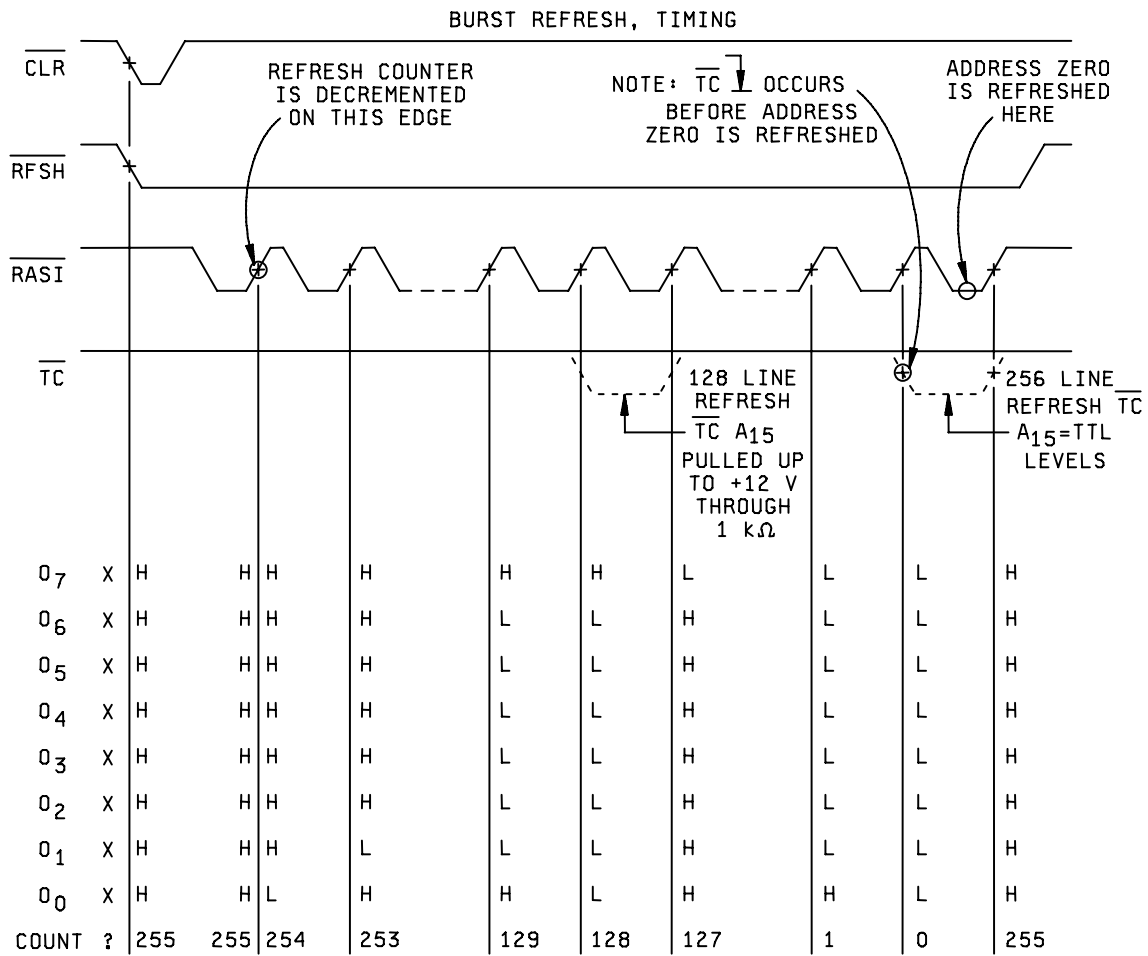 BURST REFRESH, TIMING
CLR
REFRESH COUNTER
IS DECREMENTED
ON THIS EDGE
NOTE: TC OCCURS
BEFORE ADDRESS
ZERO IS REFRESHED
ADDRESS ZERO
IS REFRESHED
HERE
RFSH
RASI
TC
128 LINE
REFRESH
TC A15
PULLED UP
TO +12 V
THROUGH
1 kΩ
256 LINE
REFRESH TC
A15=TTL
LEVELS
O7 X H H H H H H L L L H
O6 X H H H H L L H L L H
O5 X H H H H L L H L L H
O4 X H H H H L L H L L H
O3 X H H H H L L H L L H
O2 X H H H H L L H L L H
O1 X H H H L L L H L L H
O0 X H H L H H L H H L H
COUNT ? 255 255 254 253 129 128 127 1 0 255